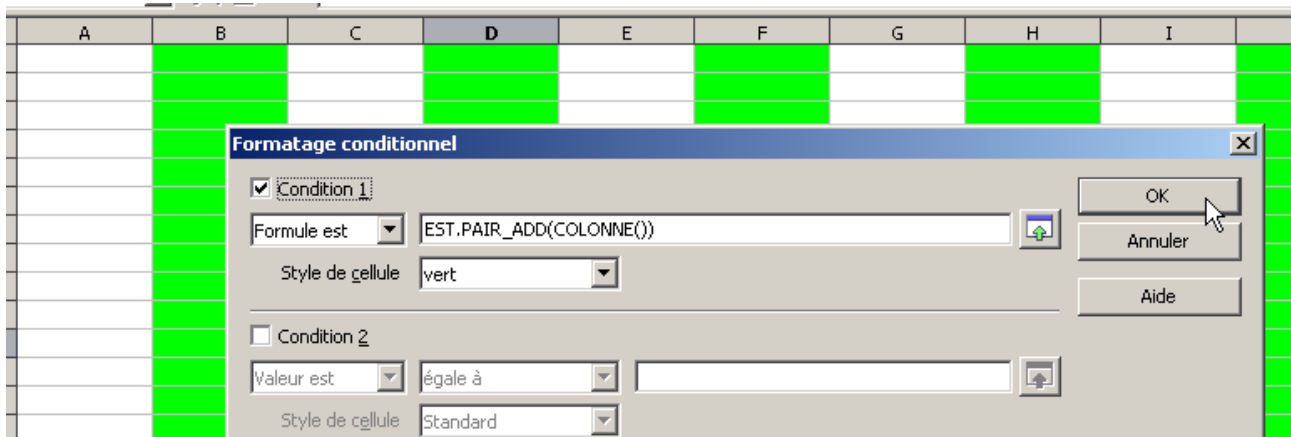 A B C D E F G H I
Formatage conditionnel
Condition 1
OK
Formule est EST.PAIR_ADD(COLONNE())
Annuler
Style de cellule vert
Aide
Condition 2
Valeur est égale à
Style de cellule Standard